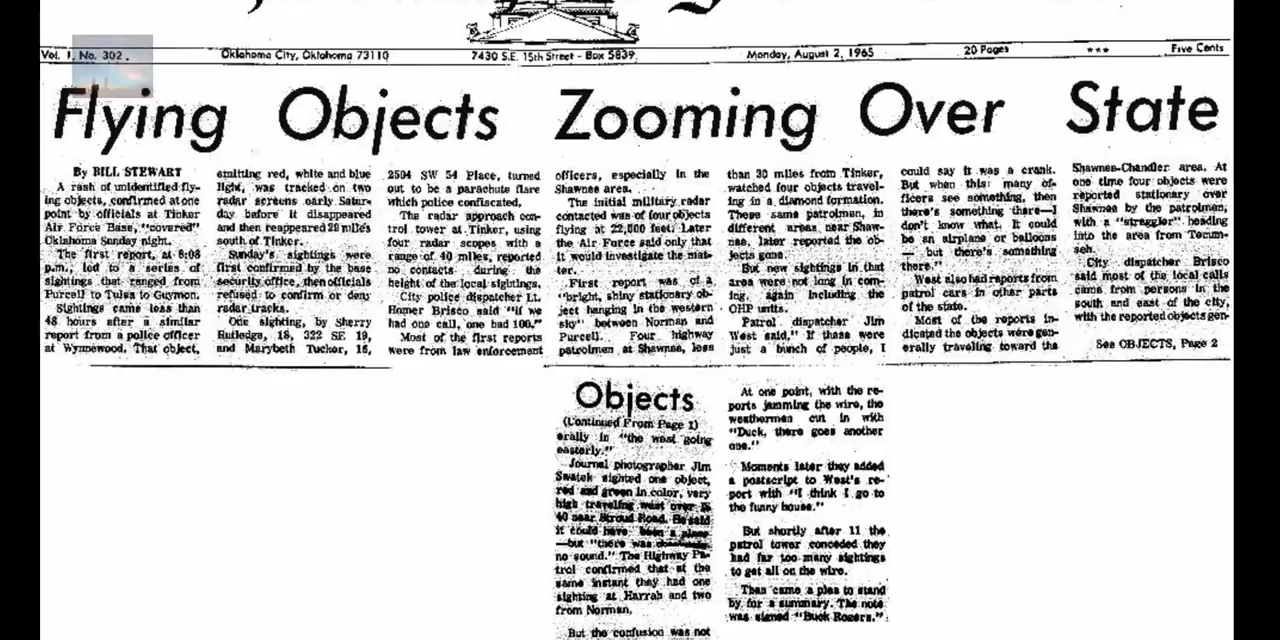 Vol. 1, No. 302. Oklahoma City, Oklahoma 73110 7430 S.E. 15th Street - Box 5839 Monday, August 2, 1965 20 Pages *** Five Cents
Flying Objects Zooming Over State
By BILL STEWART
A rash of unidentified fly-
ing objects, confirmed at one
point by officials at Tinker
Air Force Base, "covered"
Oklahoma Sunday night.
The first report, at 8:08
p.m., led to a series of
sightings that ranged from
Purcell to Tulsa to Guymon.
Sightings came less than
48 hours after a similar
report from a police officer
at Wynnewood. That object,
emitting red, white and blue
light, was tracked on two
radar screens early Satur-
day before it disappeared
and then reappeared 29 miles
south of Tinker.
Sunday's sightings were
first confirmed by the base
security office, then officials
refused to confirm or deny
radar tracks.
One sighting, by Sherry
Rutledge, 18, 322 SE 19,
and Marybeth Tucker, 18,
2504 SW 54 Place, turned
out to be a parachute flare
which police confiscated.
The radar approach con-
trol tower at Tinker, using
four radar scopes with a
range of 40 miles, reported
no contacts during the
height of the local sightings.
City police dispatcher Lt.
Homer Brisco said "if we
had one call, one had 100."
Most of the first reports
were from law enforcement
officers, especially in the
Shawnee area.
The initial military radar
contacted was of four objects
flying at 22,000 feet. Later
the Air Force said only that
it would investigate the mat-
ter.
First report was of a
"bright, shiny stationary ob-
ject hanging in the western
sky" between Norman and
Purcell. Four highway
patrolmen at Shawnee, less
than 30 miles from Tinker,
watched four objects travel-
ing in a diamond formation.
These same patrolmen, in
different areas near Shaw-
nee, later reported the ob-
jects gone.
But new sightings in that
area were not long in com-
ing, again including the
OHP units.
Patrol dispatcher Jim
West said, "If these were
just a bunch of people, I
could say it was a crank.
But when this many of-
ficers see something, then
there's something there—I
don't know what. It could
be an airplane or balloons
— but there's something
there."
West also had reports from
patrol cars in other parts
of the state.
Most of the reports in-
dicated the objects were gen-
erally traveling toward the
Shawnee-Chandler area. At
one time four objects were
reported stationary over
Shawnee by the patrolmen,
with a "straggler" heading
into the area from Tecum-
seh.
City dispatcher Brisco
said most of the local calls
came from persons in the
south and east of the city,
with the reported objects gen-
See OBJECTS, Page 2
Objects
(Continued From Page 1)
erally in "the west going
easterly."
Journal photographer Jim
Swatek sighted one object,
red and green in color, very
high traveling west over
40 near Stroud Road. He said
it could have been a plane
—but "there was
no sound." The Highway Pa-
trol confirmed that at the
same instant they had one
sighting at Harrah and two
from Norman.
But the confusion was not
At one point, with the re-
ports jamming the wire, the
weatherman cut in with
"Duck, there goes another
one."
Moments later they added
a postscript to West's re-
port with "I think I go to
the funny house."
But shortly after 11 the
patrol tower conceded they
had far too many sightings
to get all on the wire.
Then came a plea to stand
by for a summary. The note
was signed "Buck Rogers."